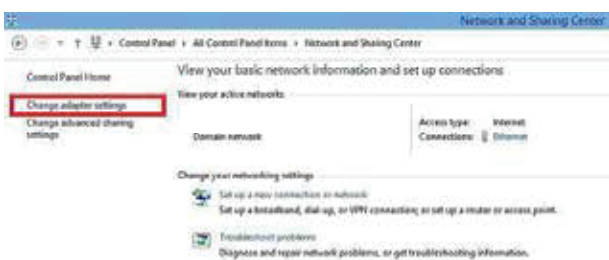 Network and Sharing Center
Control Panel › All Control Panel Items › Network and Sharing Center
Control Panel Home
Change adapter settings
Change advanced sharing
settings
View your basic network information and set up connections
View your active networks
Domain network
Access type: Internet
Connections: Ethernet
Change your networking settings
Set up a new connection or network
Set up a broadband, dial-up, or VPN connection; or set up a router or access point.
Troubleshoot problems
Diagnose and repair network problems, or get troubleshooting information.